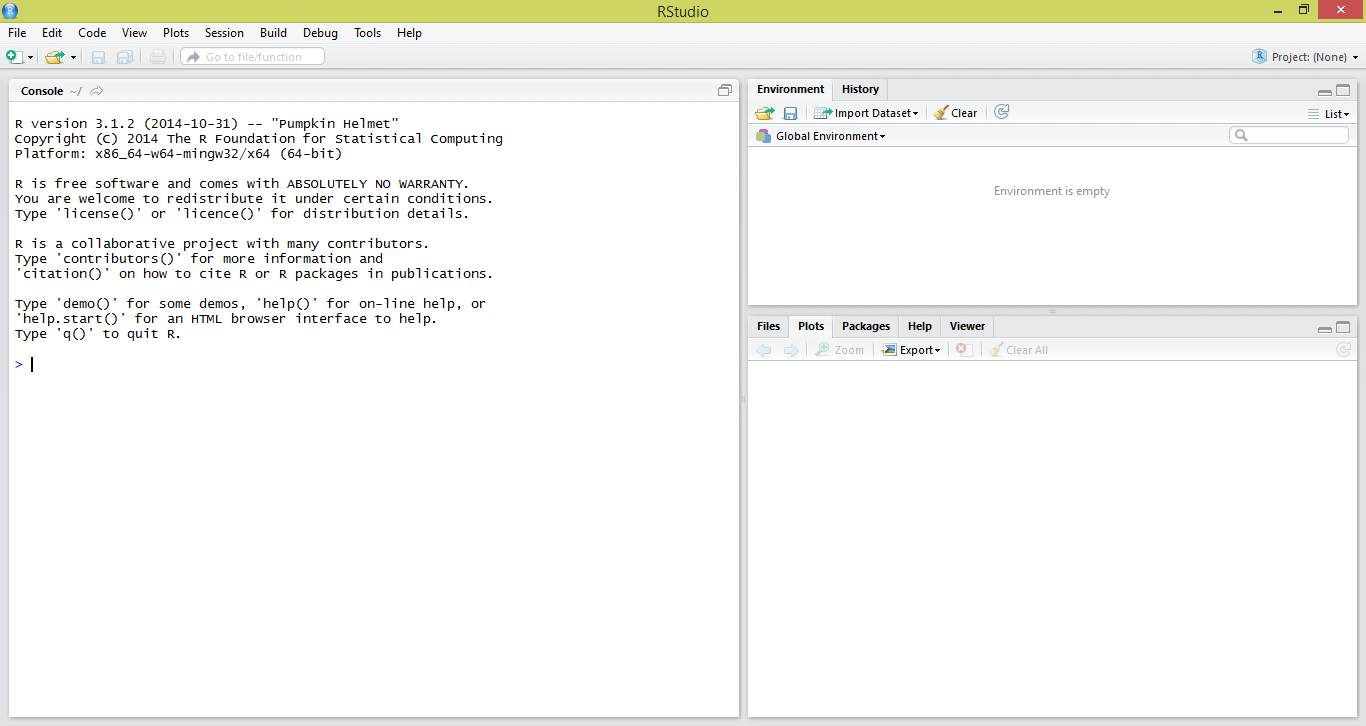 RStudio
File Edit Code View Plots Session Build Debug Tools Help
Go to file/function
Project: (None)
Console ~/
R version 3.1.2 (2014-10-31) -- "Pumpkin Helmet"
Copyright (C) 2014 The R Foundation for Statistical Computing
Platform: x86_64-w64-mingw32/x64 (64-bit)
R is free software and comes with ABSOLUTELY NO WARRANTY.
You are welcome to redistribute it under certain conditions.
Type 'license()' or 'licence()' for distribution details.
R is a collaborative project with many contributors.
Type 'contributors()' for more information and
'citation()' on how to cite R or R packages in publications.
Type 'demo()' for some demos, 'help()' for on-line help, or
'help.start()' for an HTML browser interface to help.
Type 'q()' to quit R.
>
Environment History
Import Dataset Clear List
Global Environment
Environment is empty
Files Plots Packages Help Viewer
Zoom Export Clear All